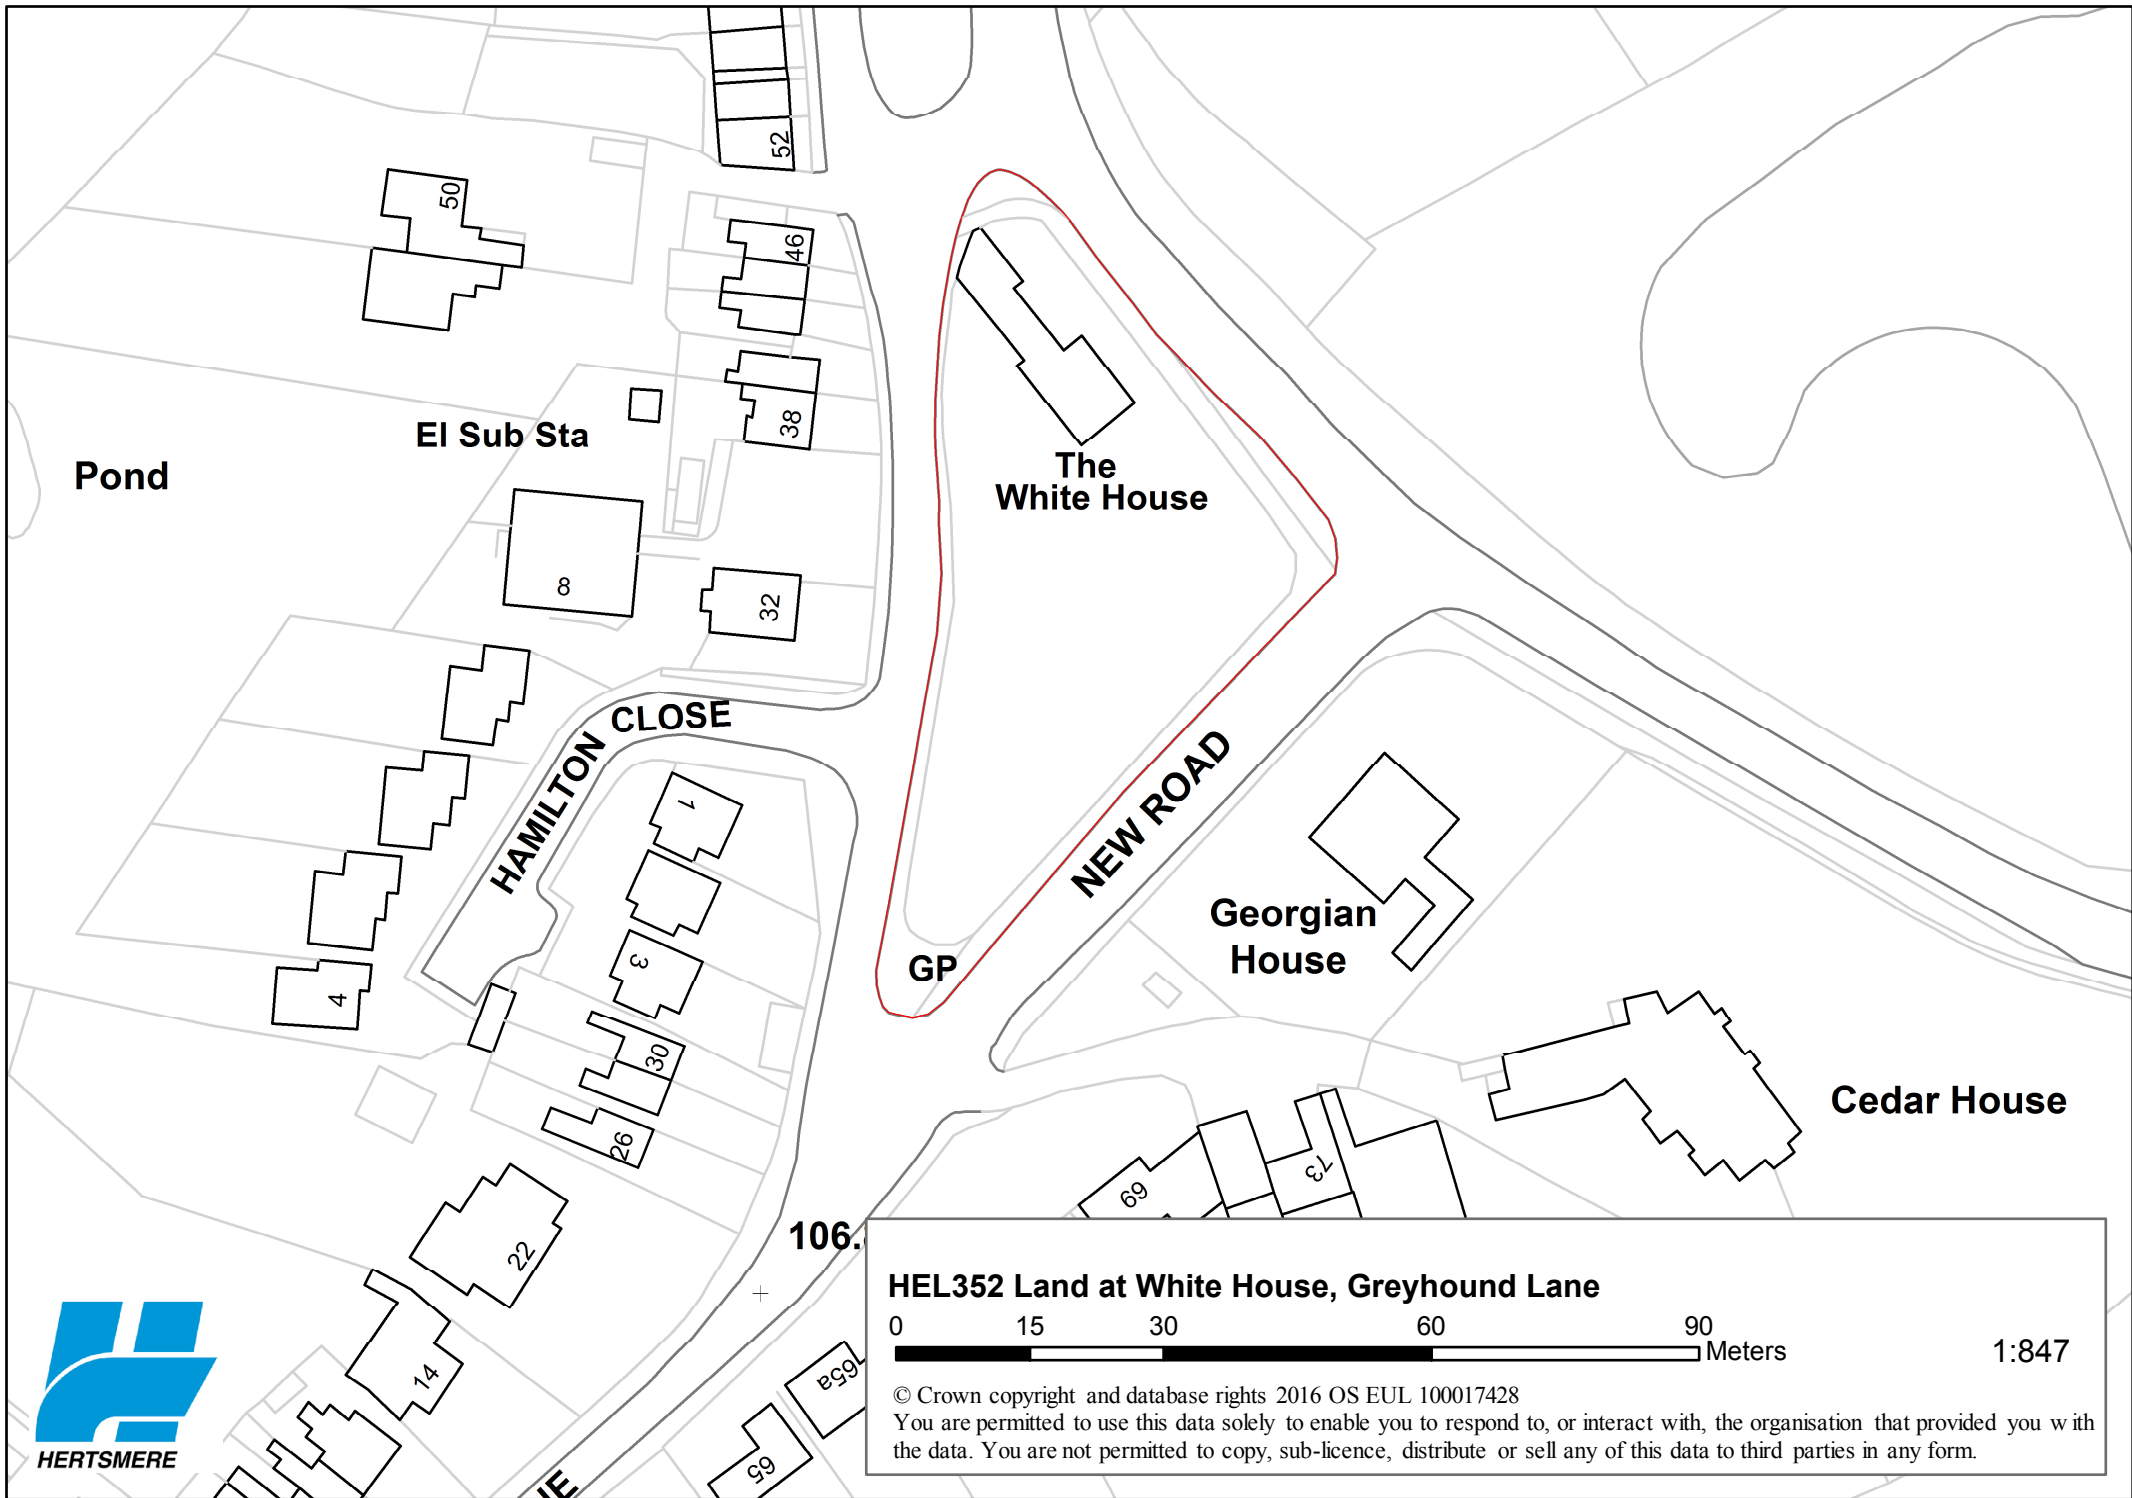 52
50
46
38
El Sub Sta
Pond
The
White House
8
32
HAMILTON CLOSE
1
NEW ROAD
3
GP
Georgian
House
4
30
26
Cedar House
73
69
22
106.
14
65a
65
HEL352 Land at White House, Greyhound Lane
0 15 30 60 90
Meters
1:847
© Crown copyright and database rights 2016 OS EUL 100017428
You are permitted to use this data solely to enable you to respond to, or interact with, the organisation that provided you with
the data. You are not permitted to copy, sub-licence, distribute or sell any of this data to third parties in any form.
HERTSMERE